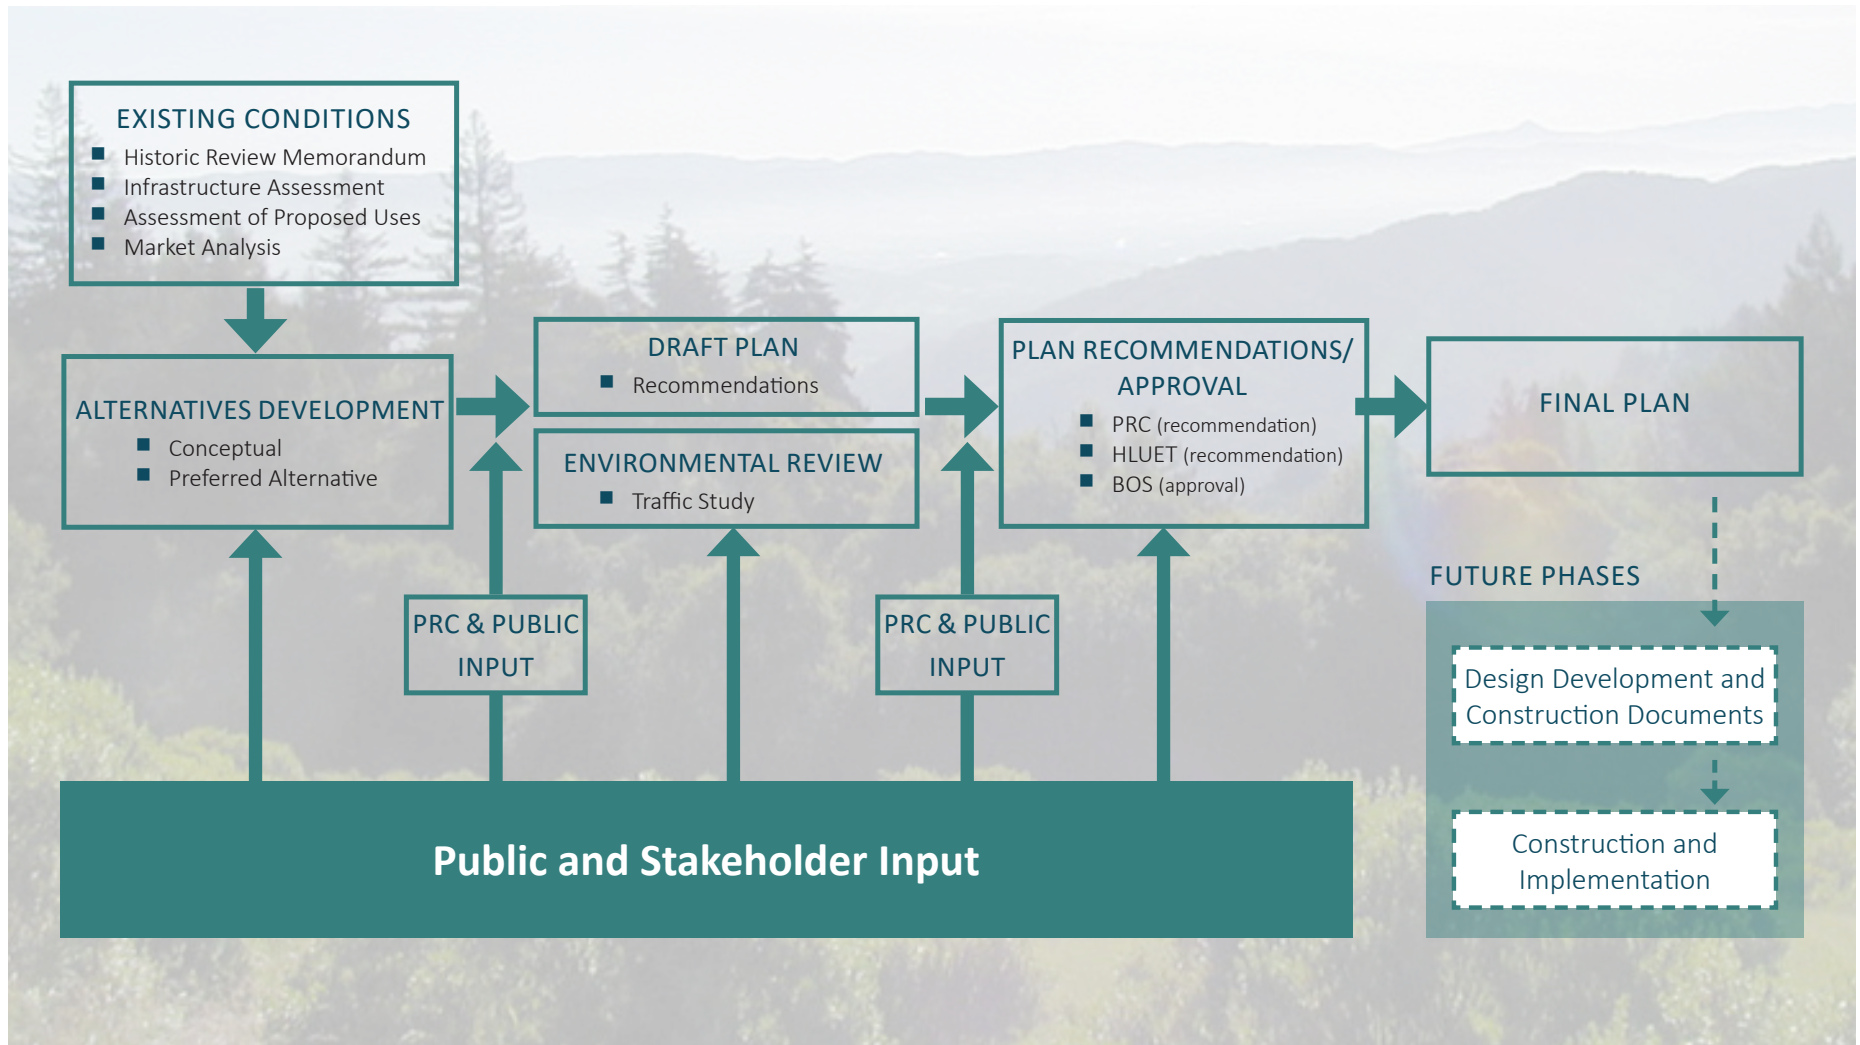 EXISTING CONDITIONS
Historic Review Memorandum
Infrastructure Assessment
Assessment of Proposed Uses
Market Analysis
ALTERNATIVES DEVELOPMENT
Conceptual
Preferred Alternative
DRAFT PLAN
Recommendations
ENVIRONMENTAL REVIEW
Traffic Study
PLAN RECOMMENDATIONS/
APPROVAL
PRC (recommendation)
HLUET (recommendation)
BOS (approval)
FINAL PLAN
PRC & PUBLIC
INPUT
PRC & PUBLIC
INPUT
FUTURE PHASES
Design Development and
Construction Documents
Construction and
Implementation
Public and Stakeholder Input